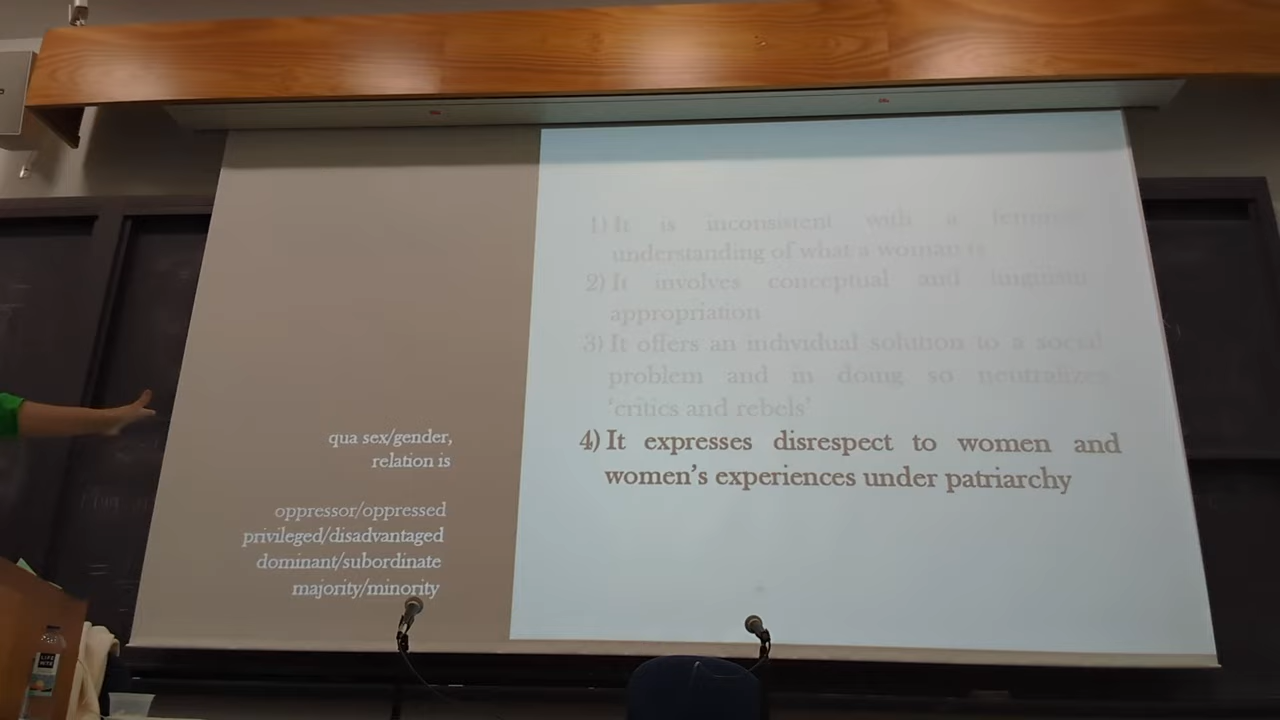 qua sex/gender,
relation is
oppressor/oppressed
privileged/disadvantaged
dominant/subordinate
majority/minority
1) It is inconsistent with a feminist
understanding of what a woman is
2) It involves conceptual and linguistic
appropriation
3) It offers an individual solution to a social
problem and in doing so neutralizes
‘critics and rebels’
4) It expresses disrespect to women and
women’s experiences under patriarchy